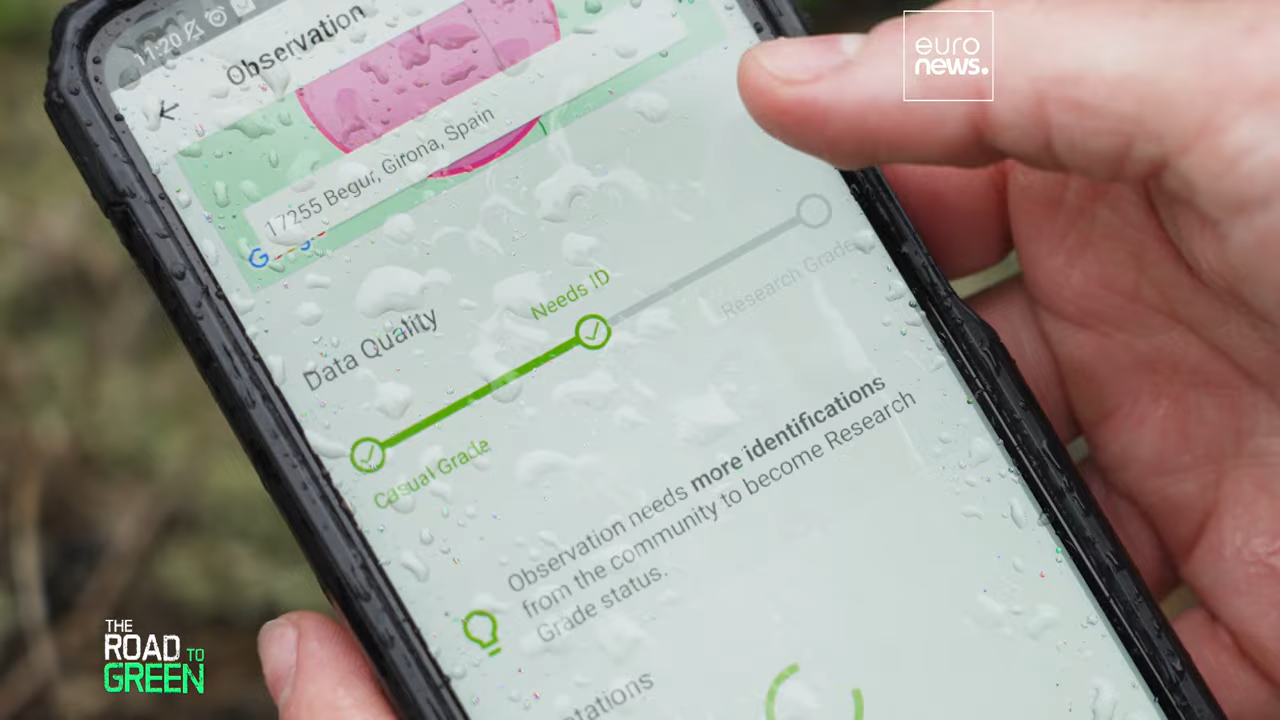 11:20
Observation
euro
news.
17255 Begur, Girona, Spain
Google
Needs ID
Research Grade
Data Quality
Casual Grade
Observation needs more identifications
from the community to become Research
Grade status.
THE
ROAD TO
GREEN